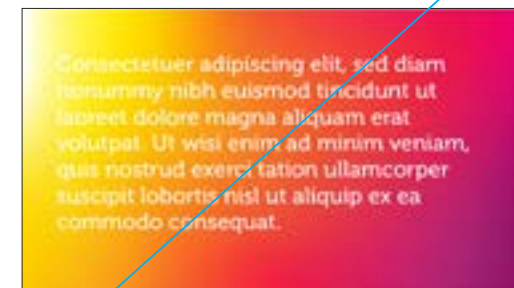 Consectetuer adipiscing elit, sed diam
nonummy nibh euismod tincidunt ut
laoreet dolore magna aliquam erat
volutpat. Ut wisi enim ad minim veniam,
quis nostrud exerci tation ullamcorper
suscipit lobortis nisl ut aliquip ex ea
commodo consequat.